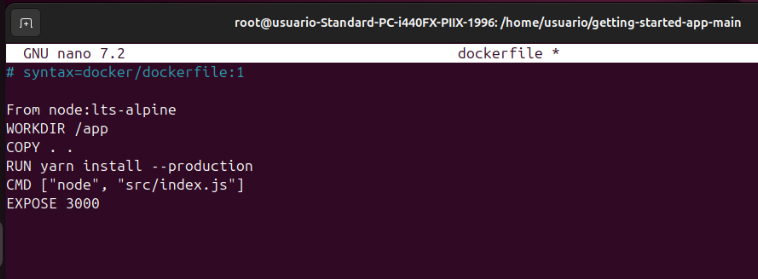 root@usuario-Standard-PC-i440FX-PIIX-1996: /home/usuario/getting-started-app-main
GNU nano 7.2 dockerfile *
# syntax=docker/dockerfile:1
From node:lts-alpine
WORKDIR /app
COPY . .
RUN yarn install --production
CMD ["node", "src/index.js"]
EXPOSE 3000